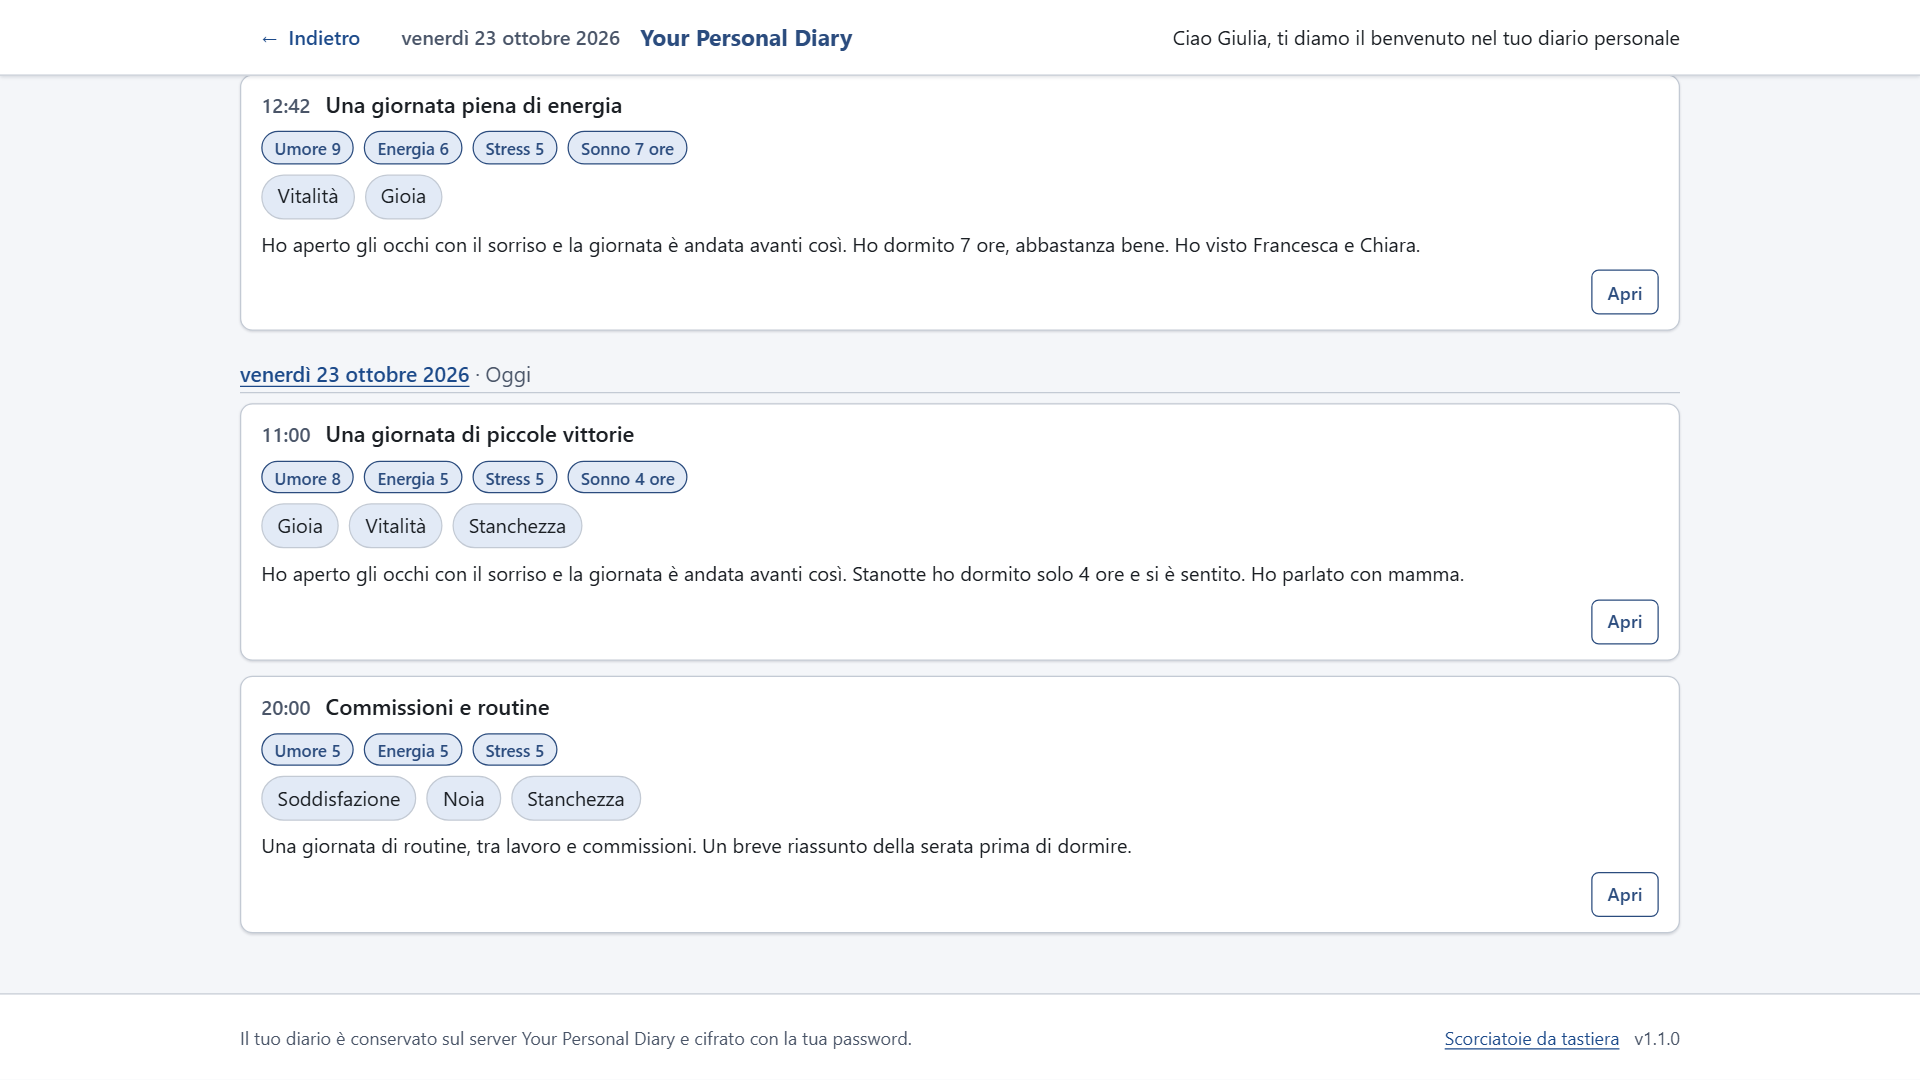 ← Indietro venerdì 23 ottobre 2026 Your Personal Diary Ciao Giulia, ti diamo il benvenuto nel tuo diario personale
12:42 Una giornata piena di energia
Umore 9 Energia 6 Stress 5 Sonno 7 ore
Vitalità Gioia
Ho aperto gli occhi con il sorriso e la giornata è andata avanti così. Ho dormito 7 ore, abbastanza bene. Ho visto Francesca e Chiara.
Apri
venerdì 23 ottobre 2026 · Oggi
11:00 Una giornata di piccole vittorie
Umore 8 Energia 5 Stress 5 Sonno 4 ore
Gioia Vitalità Stanchezza
Ho aperto gli occhi con il sorriso e la giornata è andata avanti così. Stanotte ho dormito solo 4 ore e si è sentito. Ho parlato con mamma.
Apri
20:00 Commissioni e routine
Umore 5 Energia 5 Stress 5
Soddisfazione Noia Stanchezza
Una giornata di routine, tra lavoro e commissioni. Un breve riassunto della serata prima di dormire.
Apri
Il tuo diario è conservato sul server Your Personal Diary e cifrato con la tua password. Scorciatoie da tastiera v1.1.0